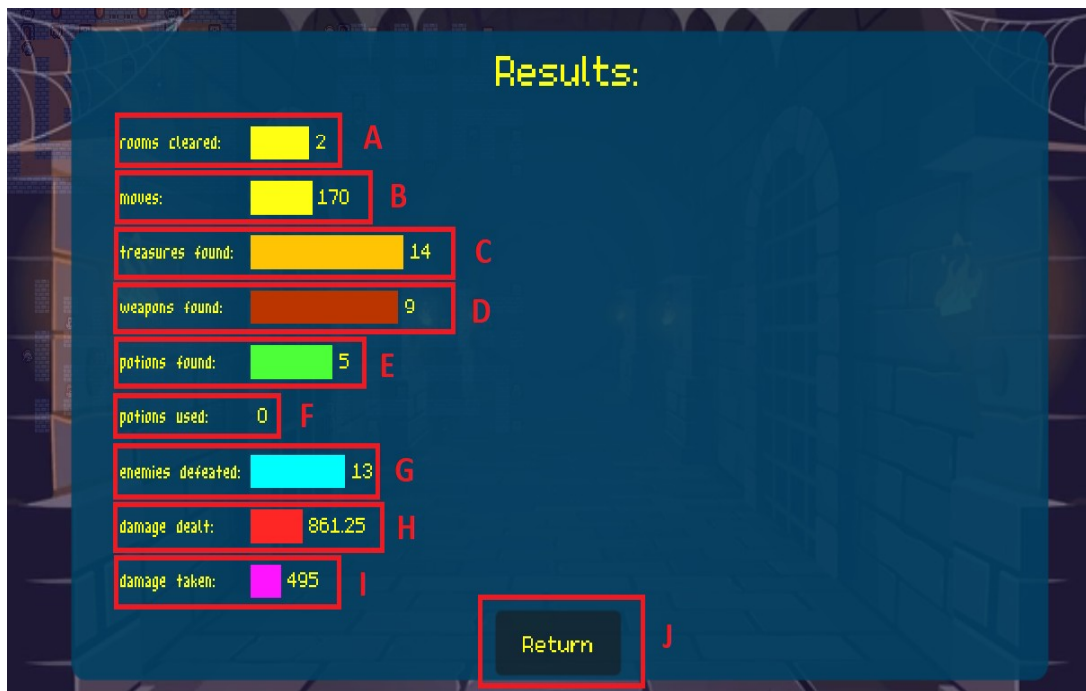 Results:
rooms cleared: 2 A
moves: 170 B
treasures found: 14 C
weapons found: 9 D
potions found: 5 E
potions used: 0 F
enemies defeated: 13 G
damage dealt: 861.25 H
damage taken: 495 I
Return J